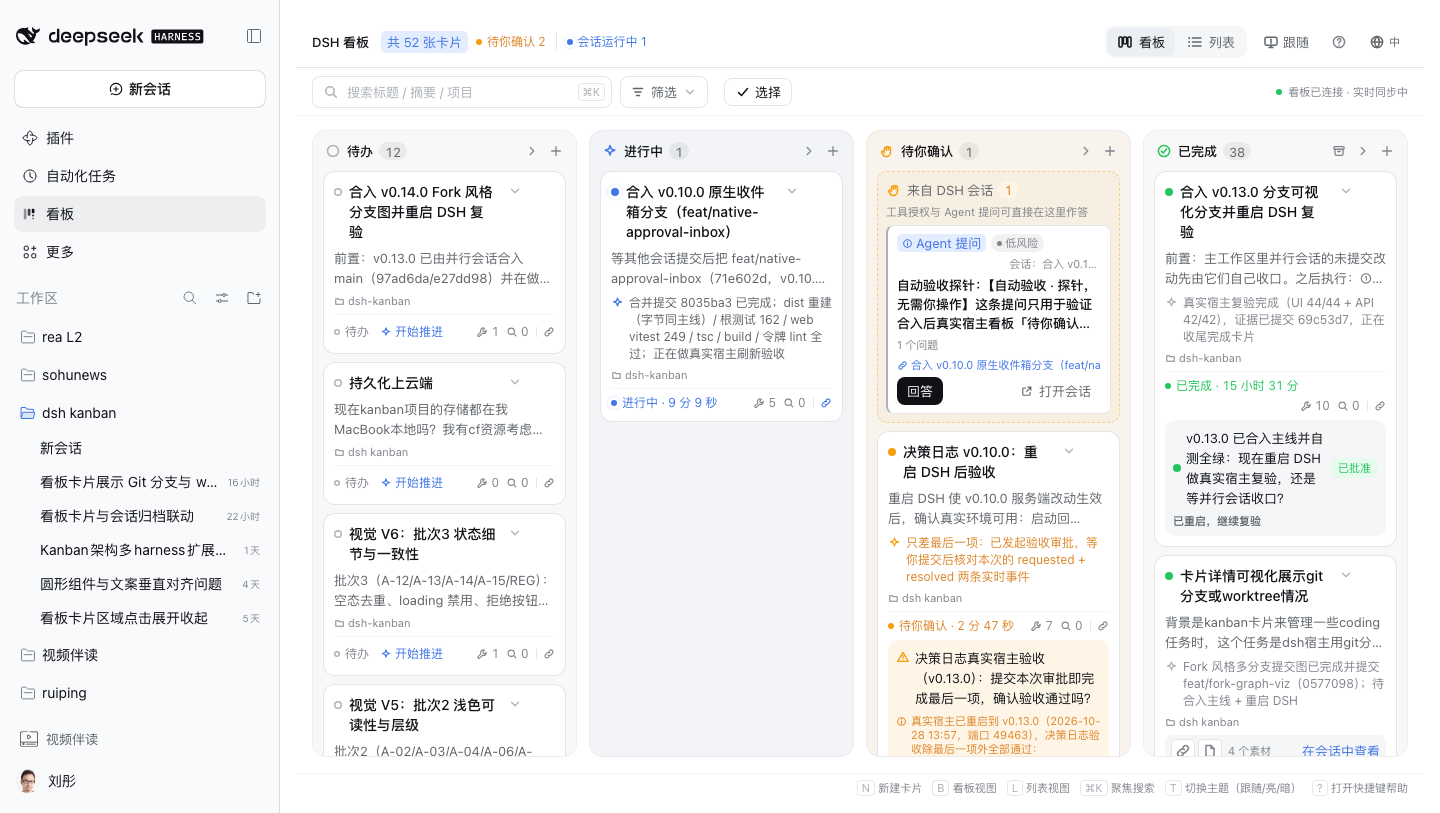 deepseek HARNESS
新会话
插件
自动化任务
看板
更多
工作区
rea L2
sohunews
dsh kanban
新会话
看板卡片展示 Git 分支与 w... 16小时
看板卡片与会话归档联动 22小时
Kanban架构多harness扩展... 1天
圆形组件与文案垂直对齐问题 4天
看板卡片区域点击展开收起 5天
视频伴读
ruiping
视频伴读
刘彤
DSH 看板 共 52 张卡片 待你确认 2 会话运行中 1
看板 列表 跟随 中
搜索标题 / 摘要 / 项目 ⌘K 筛选 选择
看板已连接 · 实时同步中
待办 12
合入 v0.14.0 Fork 风格
分支图并重启 DSH 复
验
前置：v0.13.0 已由并行会话合入
main（97ad6da/e27dd98）并在做...
dsh-kanban
待办 开始推进 1 0
持久化上云端
现在kanban项目的存储都在我
MacBook本地吗？我有cf资源考虑...
dsh kanban
待办 开始推进 0 0
视觉 V6：批次3 状态细
节与一致性
批次3（A-12/A-13/A-14/A-15/REG）：
空态去重、loading 禁用、拒绝按钮...
dsh-kanban
待办 开始推进 1 0
视觉 V5：批次2 浅色可
读性与层级
批次2（A-02/A-03/A-04/A-06/A-
进行中 1
合入 v0.10.0 原生收件
箱分支（feat/native-
approval-inbox）
等其他会话提交后把 feat/native-
approval-inbox（71e602d，v0.10....
合并提交 8035ba3 已完成；dist 重建
（字节同主线）/ 根测试 162 / web
vitest 249 / tsc / build / 令牌 lint 全
过；正在做真实宿主刷新验收
dsh-kanban
进行中 · 9 分 9 秒 5 0
待你确认 1
来自 DSH 会话 1
工具授权与 Agent 提问可直接在这里作答
Agent 提问 低风险
会话：合入 v0.1...
自动验收探针：【自动验收 · 探针，
无需你操作】这条提问只用于验证
合入后真实宿主看板「待你确认...
1 个问题
合入 v0.10.0 原生收件箱分支（feat/na
回答 打开会话
决策日志 v0.10.0：重
启 DSH 后验收
重启 DSH 使 v0.10.0 服务端改动生效
后，确认真实环境可用：启动回...
只差最后一项：已发起验收审批，等
你提交后核对本次的 requested +
resolved 两条实时事件
dsh kanban
待你确认 · 2 分 47 秒 7 0
决策日志真实宿主验收
（v0.13.0）：提交本次审批即完
成最后一项，确认验收通过吗？
真实宿主已重启到 v0.13.0（2026-10-
28 13:57，端口 49463），决策日志验
收除最后一项外全部通过：
已完成 38
合入 v0.13.0 分支可视
化分支并重启 DSH 复
验
前置：主工作区里并行会话的未提交改
动先由它们自己收口。之后执行：①...
真实宿主复验完成（UI 44/44 + API
42/42），证据已提交 69c53d7，正在
收尾完成卡片
dsh-kanban
已完成 · 15 小时 31 分
10 0
v0.13.0 已合入主线并自
测全绿：现在重启 DSH
做真实宿主复验，还是
等并行会话收口？
已批准
已重启，继续复验
卡片详情可视化展示git
分支或worktree情况
背景是kanban卡片来管理一些coding
任务时，这个任务是dsh宿主用git分...
Fork 风格多分支提交图已完成并提交
feat/fork-graph-viz（0577098）；待
合入主线 + 重启 DSH
dsh kanban
4 个素材 在会话中查看
N 新建卡片 B 看板视图 L 列表视图 ⌘K 聚焦搜索 T 切换主题（跟随/亮/暗） ? 打开快捷键帮助